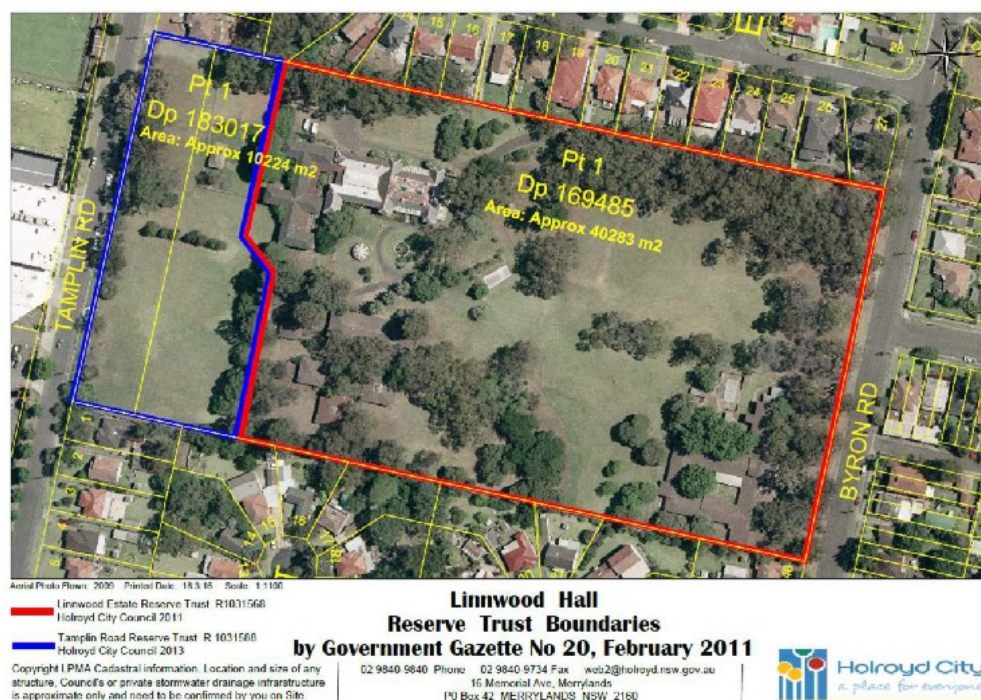 Pt 1
Dp 183017
Area: Approx 10224 m2
Pt 1
Dp 169485
Area: Approx 40283 m2
TAMPLIN RD
BYRON RD
E
15
16
17
18
19
20
21
22
23
24
25
26
27
28
32
1
2
Aerial Photo Flown: 2009 Printed Date: 18.3.16 Scale: 1:1100
Linnwood Estate Reserve Trust R1031568
Holroyd City Council 2011
Tamplin Road Reserve Trust R 1031588
Holroyd City Council 2013
Copyright LPMA Cadastral information. Location and size of any
structure, Council's or private stormwater drainage infrastructure
is approximate only and need to be confirmed by you on Site
Linnwood Hall
Reserve Trust Boundaries
by Government Gazette No 20, February 2011
02 9840-9840 Phone 02 9840-9734 Fax web2@holroyd.nsw.gov.au
16 Memorial Ave, Merrylands
PO Box 42 MERRYLANDS NSW 2160
Holroyd City
a place for everyone